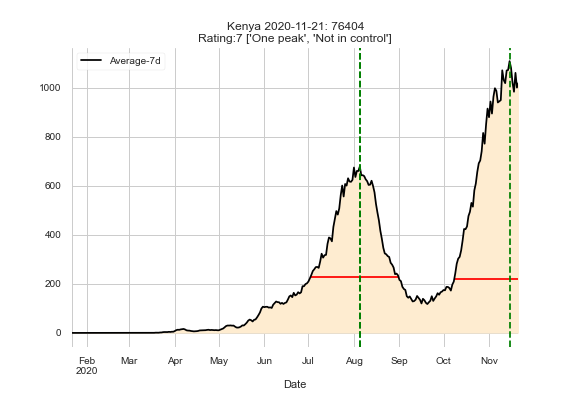 Kenya 2020-11-21: 76404
Rating:7 ['One peak', 'Not in control']
Average-7d
1000
800
600
400
200
0
Feb Mar Apr May Jun Jul Aug Sep Oct Nov
2020
Date